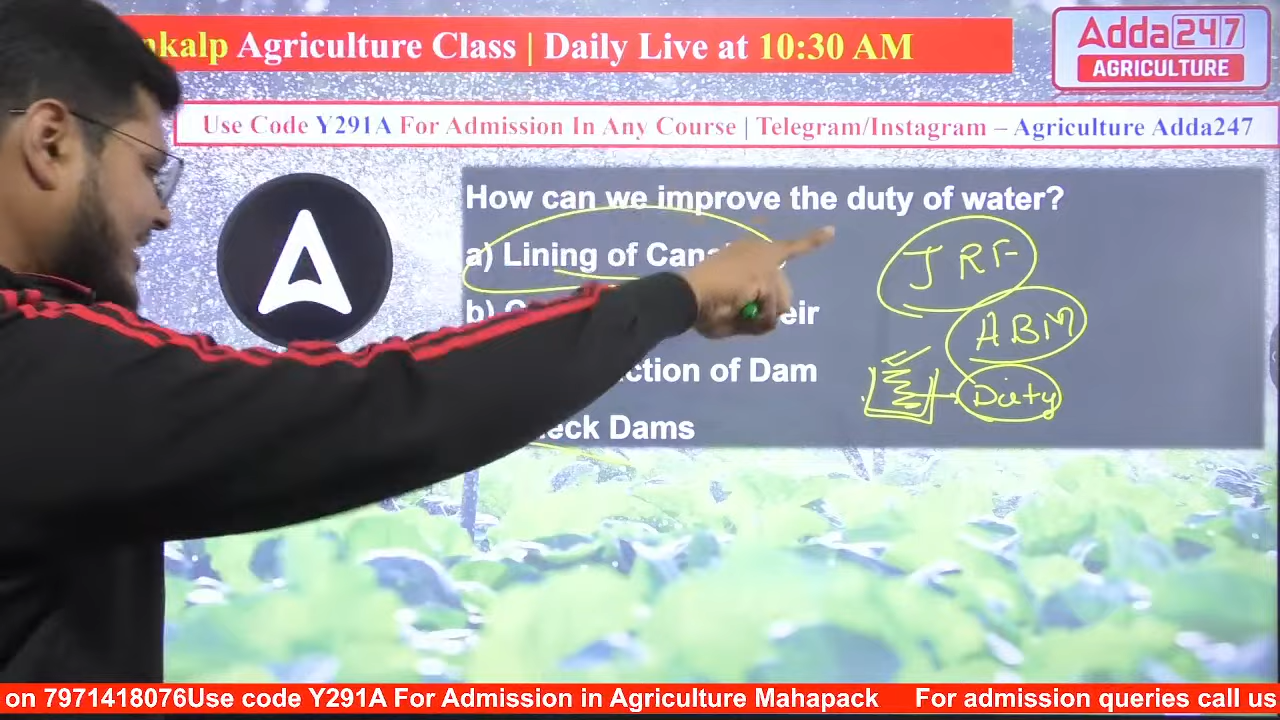 nkalp Agriculture Class | Daily Live at 10:30 AM
Adda247
AGRICULTURE
Use Code Y291A For Admission In Any Course | Telegram/Instagram – Agriculture Adda247
How can we improve the duty of water?
a) Lining of Cana
b) C eir
ction of Dam
eck Dams
JRF
ABM
Duty
on 7971418076Use code Y291A For Admission in Agriculture Mahapack For admission queries call us